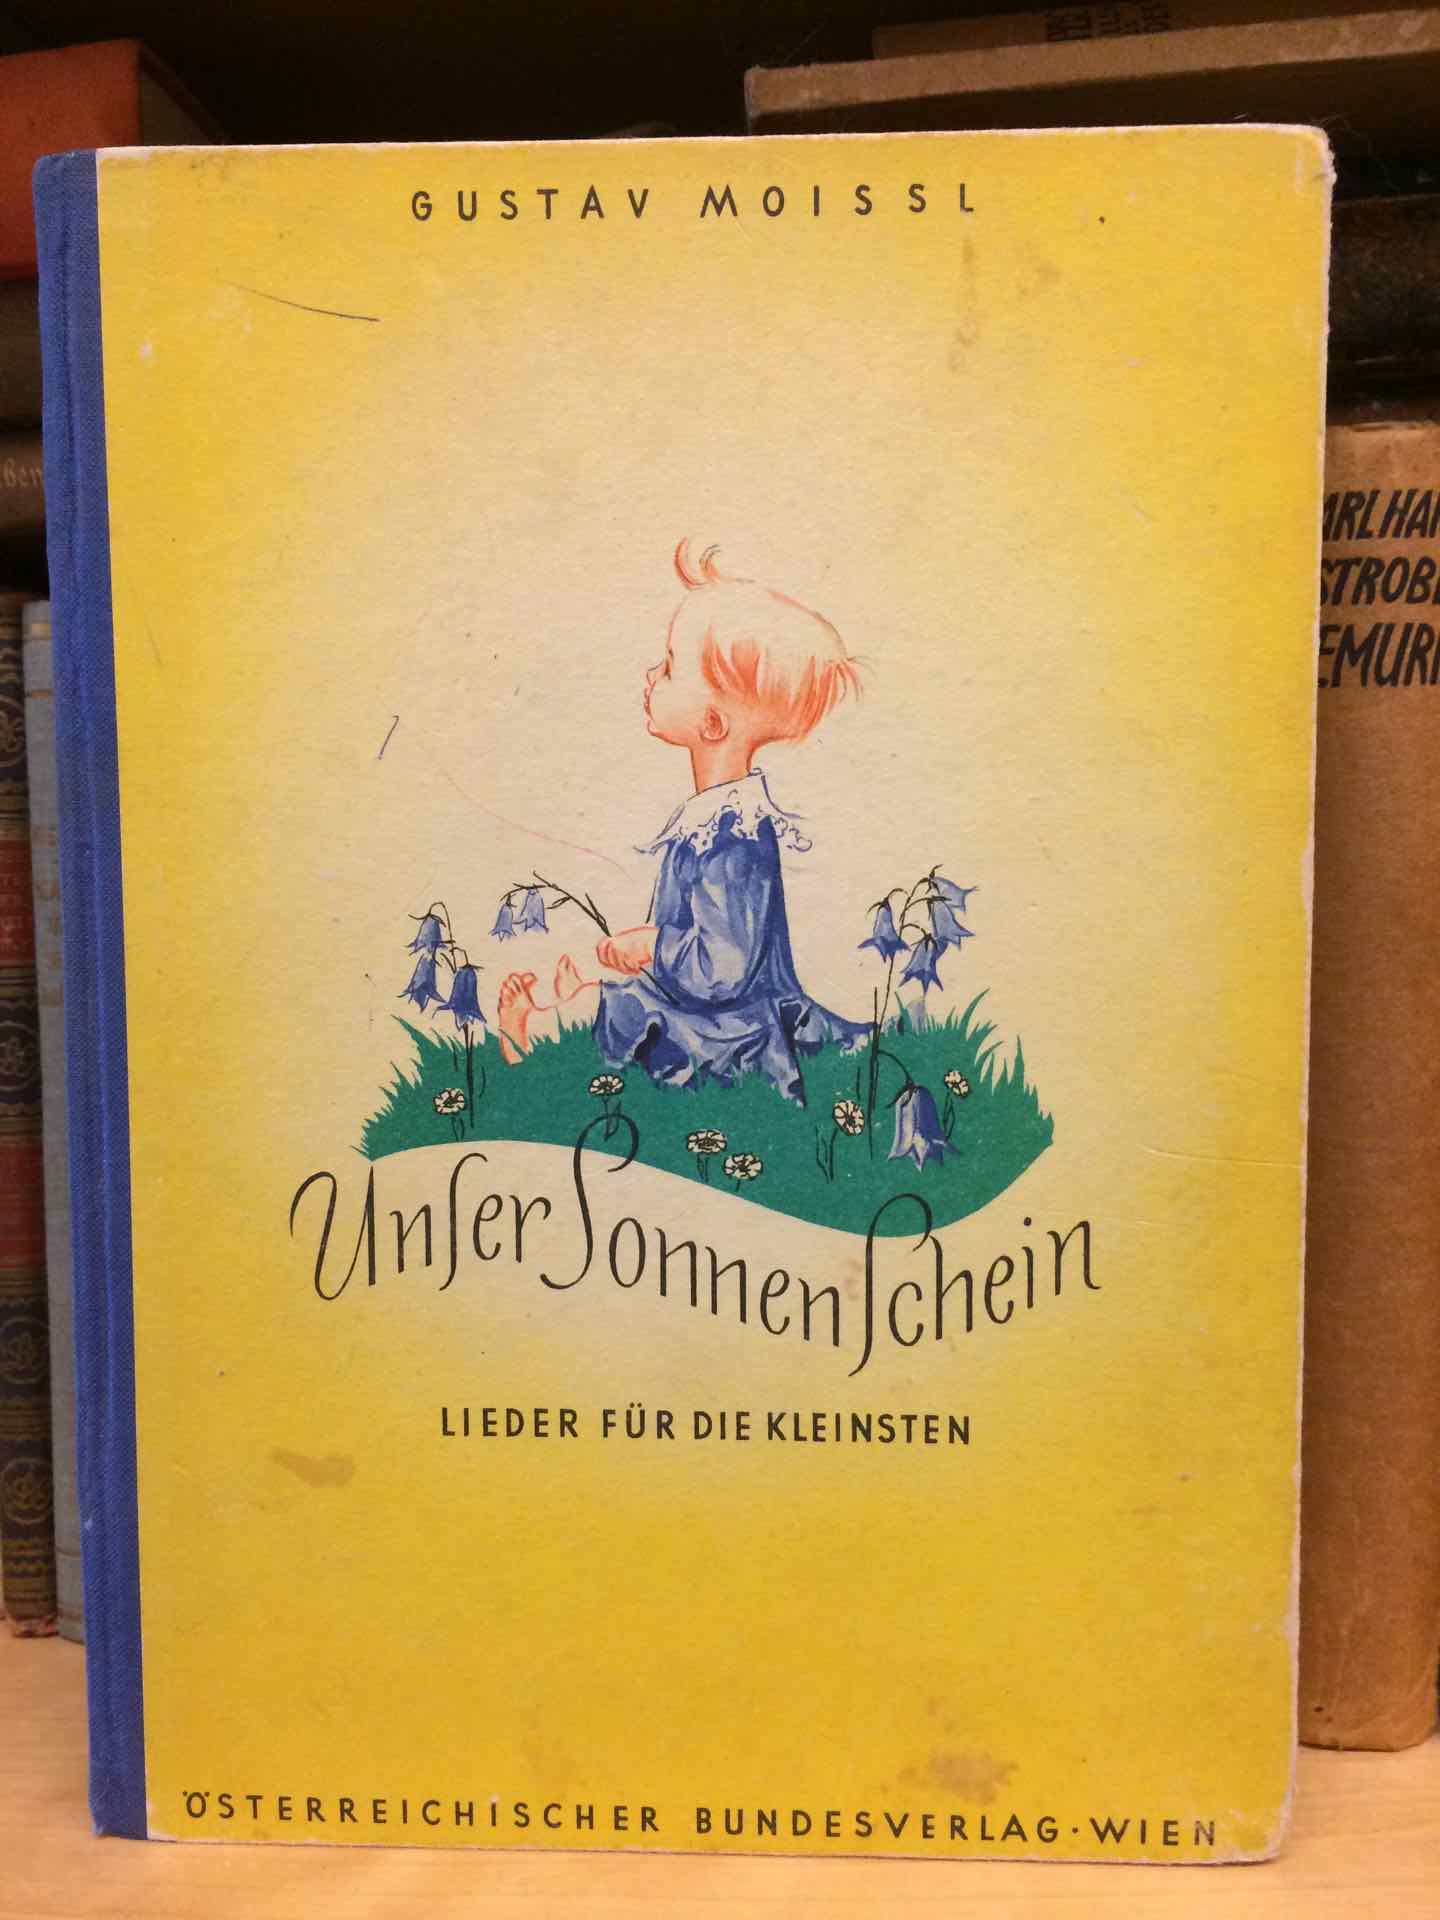 GUSTAV MOISSL
Unser Sonnenschein
LIEDER FÜR DIE KLEINSTEN
ÖSTERREICHISCHER BUNDESVERLAG · WIEN